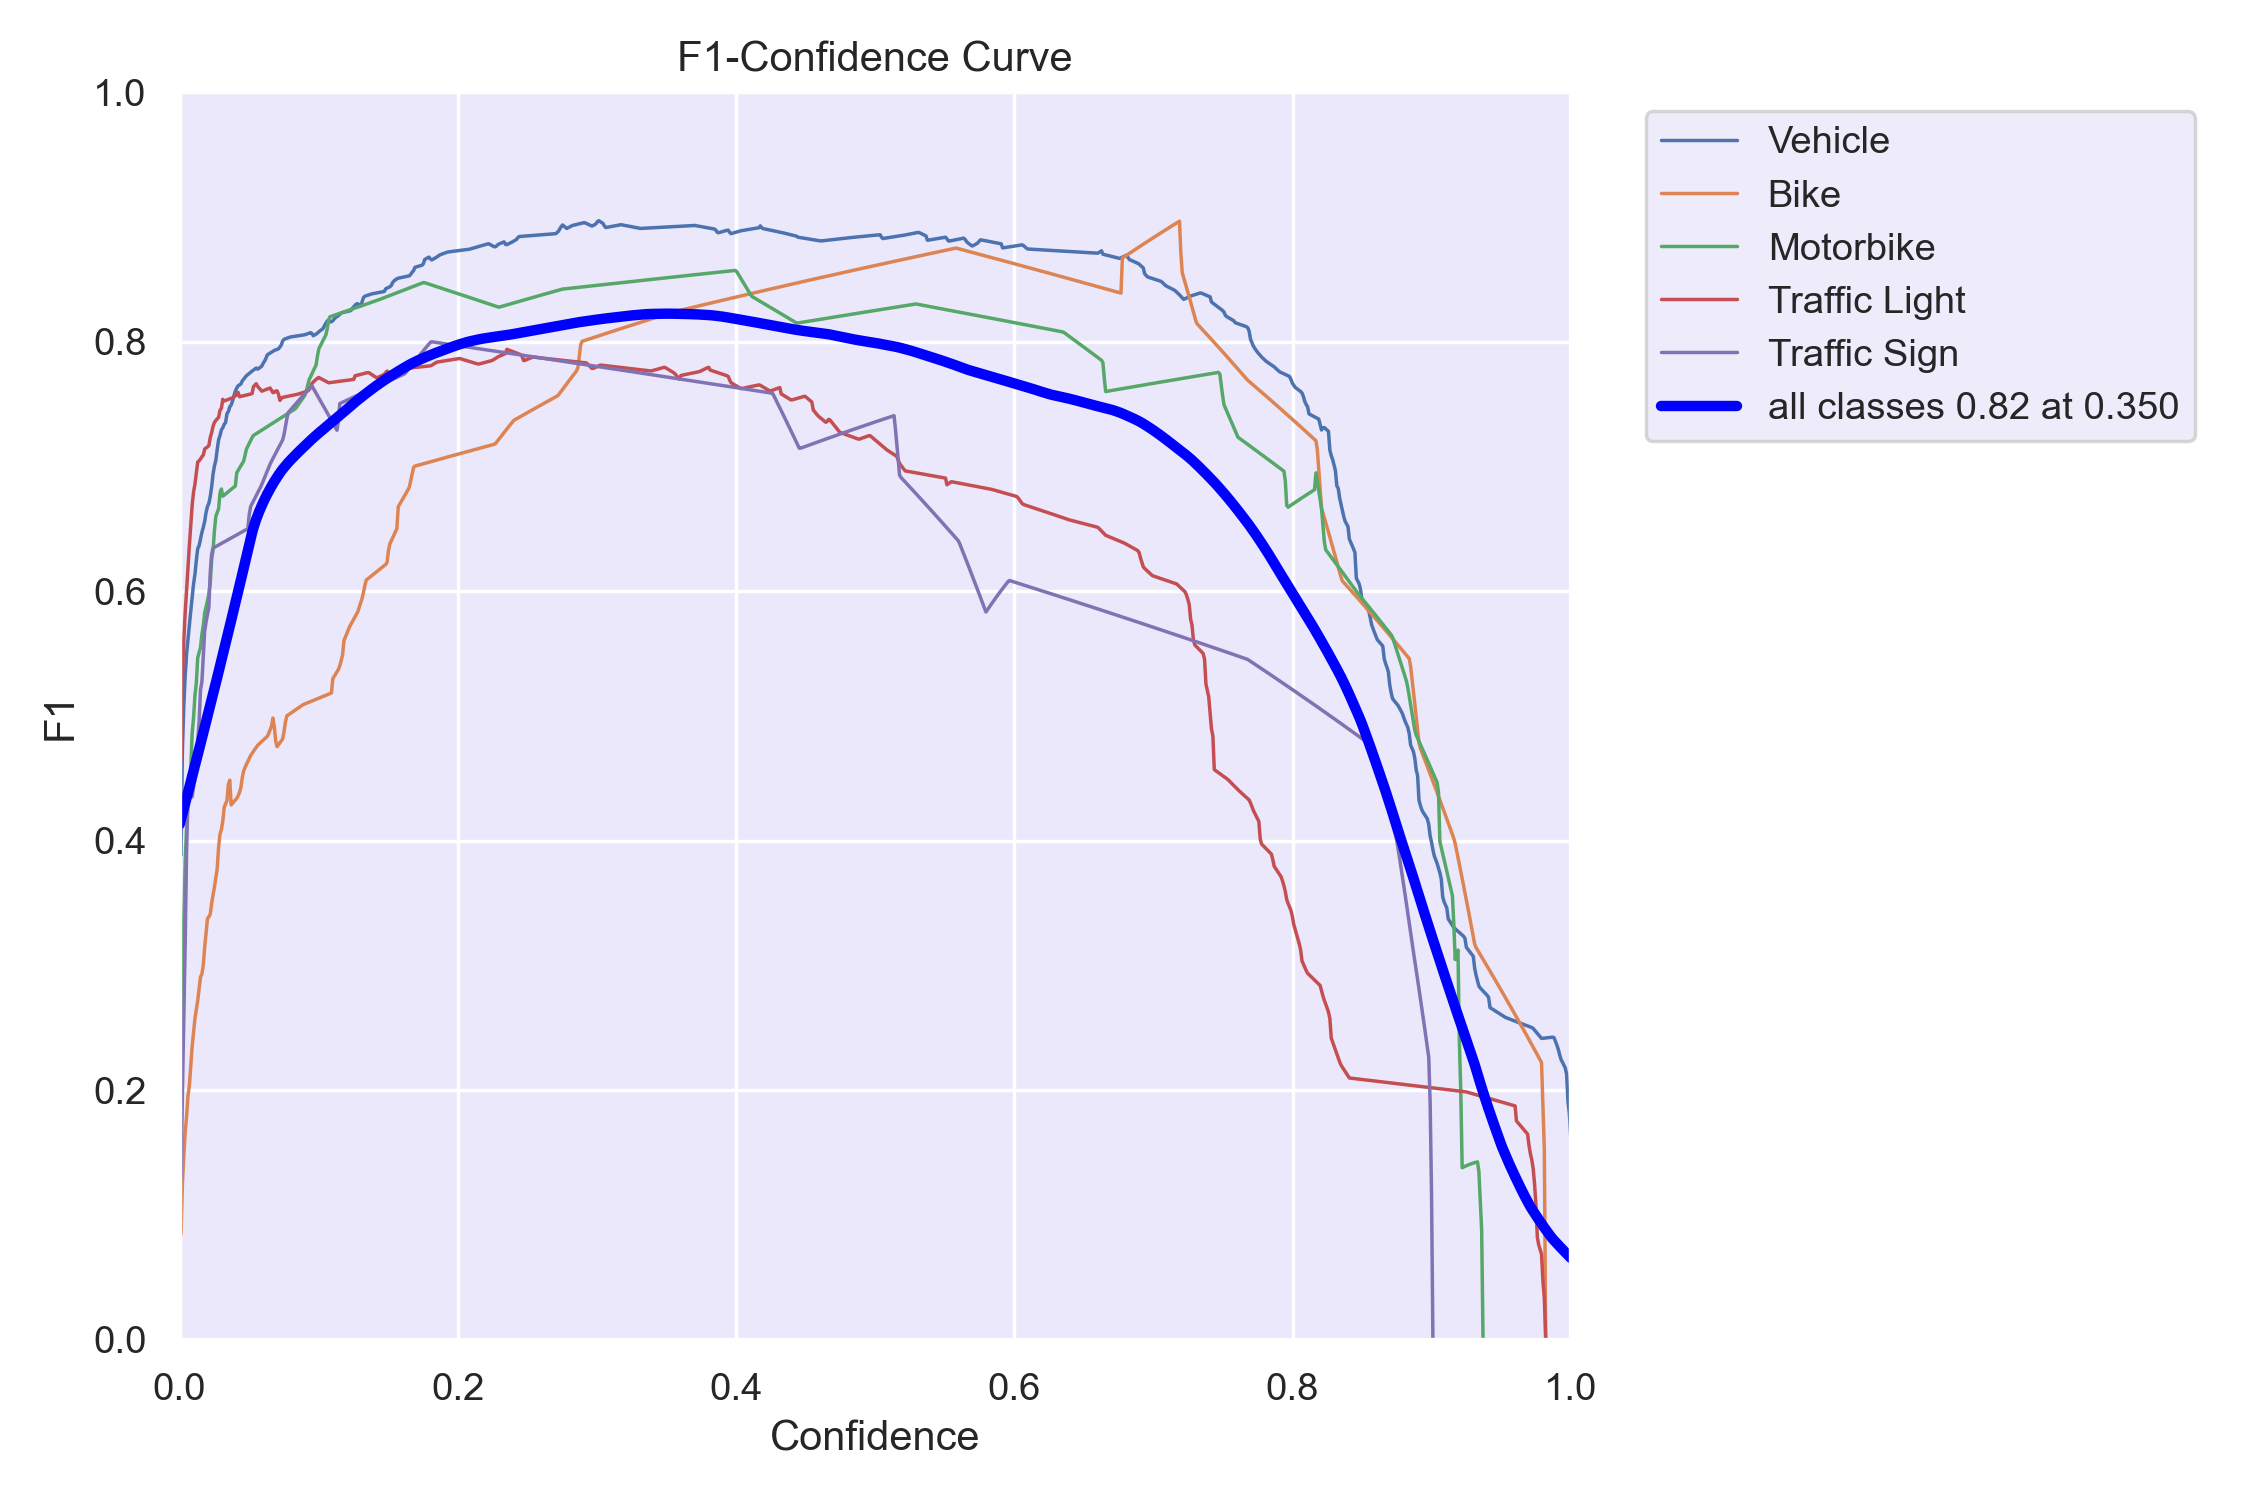 F1-Confidence Curve
1.0
0.8
0.6
0.4
0.2
0.0
F1
0.0 0.2 0.4 0.6 0.8 1.0
Confidence
Vehicle
Bike
Motorbike
Traffic Light
Traffic Sign
all classes 0.82 at 0.350